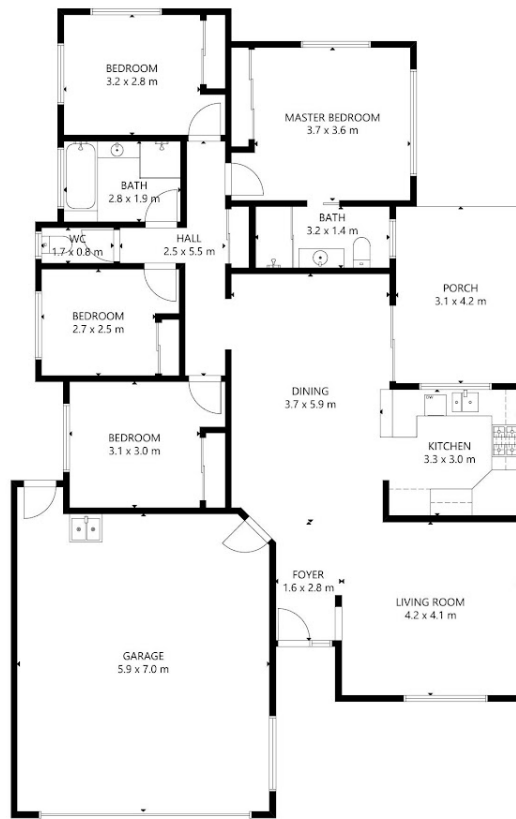 BEDROOM
3.2 x 2.8 m
MASTER BEDROOM
3.7 x 3.6 m
BATH
2.8 x 1.9 m
BATH
3.2 x 1.4 m
WC
1.7 x 0.8 m
HALL
2.5 x 5.5 m
BEDROOM
2.7 x 2.5 m
PORCH
3.1 x 4.2 m
DINING
3.7 x 5.9 m
DW
KITCHEN
3.3 x 3.0 m
BEDROOM
3.1 x 3.0 m
FOYER
1.6 x 2.8 m
LIVING ROOM
4.2 x 4.1 m
GARAGE
5.9 x 7.0 m